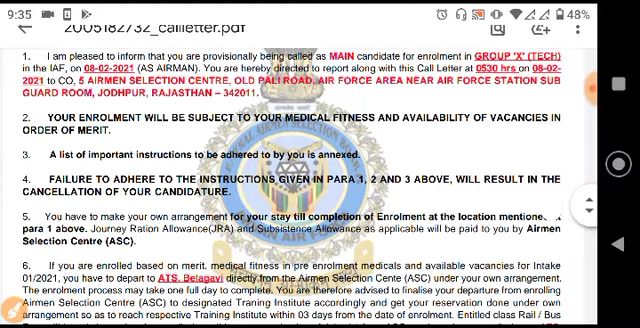 9:35
48%
2005182732_callletter.pdf
1. I am pleased to inform that you are provisionally being called as MAIN candidate for enrolment in GROUP 'X' (TECH)
in the IAF, on 08-02-2021 (AS AIRMAN). You are hereby directed to report along with this Call Letter at 0530 hrs on 08-02-
2021 to CO, 5 AIRMEN SELECTION CENTRE, OLD PALI ROAD, AIR FORCE AREA NEAR AIR FORCE STATION SUB
GUARD ROOM, JODHPUR, RAJASTHAN – 342011.
2. YOUR ENROLMENT WILL BE SUBJECT TO YOUR MEDICAL FITNESS AND AVAILABILITY OF VACANCIES IN
ORDER OF MERIT.
3. A list of important instructions to be adhered to by you is annexed.
4. FAILURE TO ADHERE TO THE INSTRUCTIONS GIVEN IN PARA 1, 2 AND 3 ABOVE, WILL RESULT IN THE
CANCELLATION OF YOUR CANDIDATURE.
5. You have to make your own arrangement for your stay till completion of Enrolment at the location mentione
para 1 above. Journey Ration Allowance(JRA) and Subsistence Allowance as applicable will be paid to you by Airmen
Selection Centre (ASC).
6. If you are enrolled based on merit, medical fitness in pre enrolment medicals and available vacancies for Intake
01/2021, you have to depart to ATS, Belagavi directly from the Airmen Selection Cente (ASC) under your own arrangement.
The enrolment process may take one full day to complete. You are therefore advised to finalise your departure from enrolling
Airmen Selection Centre (ASC) to designated Traning Institute accordingly and get your reservation done under own
arrangement so as to reach respective Training Institute within 03 days from the date of enrolment. Entitled class Rail / Bus